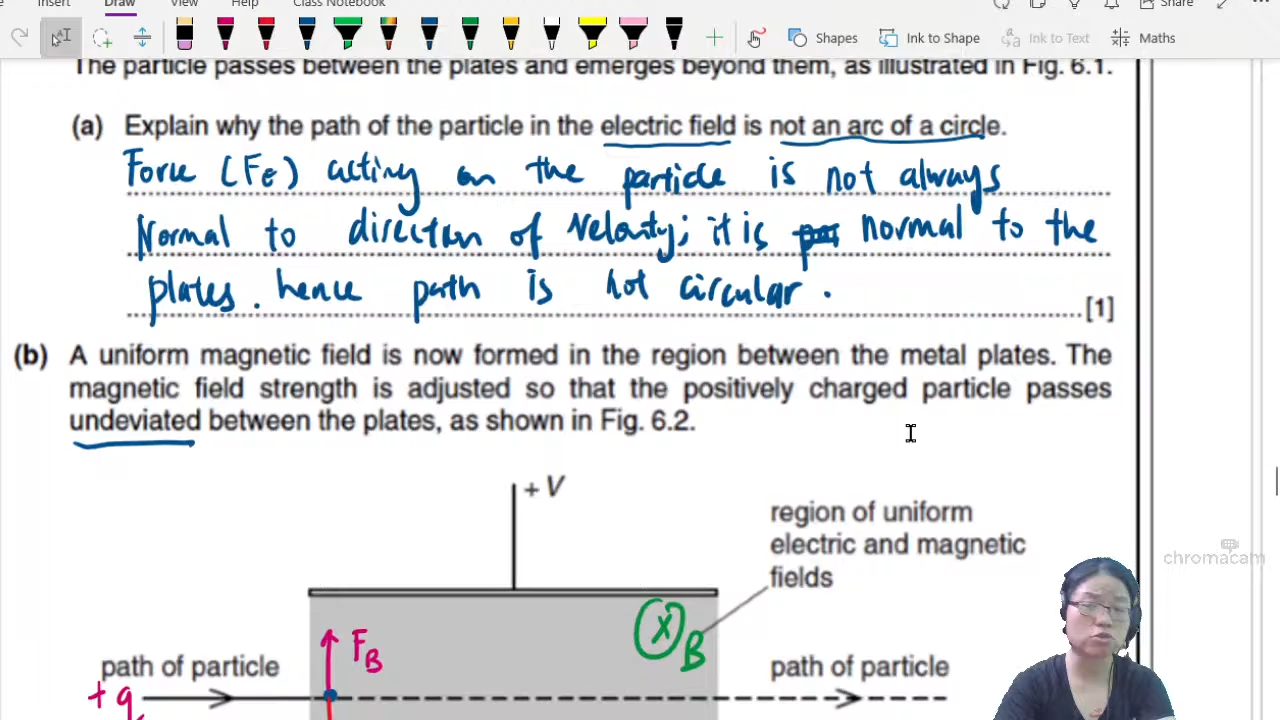 Insert Draw View Help Class Notebook Share
Shapes Ink to Shape Ink to Text Maths
The particle passes between the plates and emerges beyond them, as illustrated in Fig. 6.1.
(a) Explain why the path of the particle in the electric field is not an arc of a circle.
Force (FE) acting on the particle is not always
Normal to direction of velocity; it is normal to the
plates. hence path is not circular.
[1]
(b) A uniform magnetic field is now formed in the region between the metal plates. The
magnetic field strength is adjusted so that the positively charged particle passes
undeviated between the plates, as shown in Fig. 6.2.
+ V
region of uniform
electric and magnetic
fields
chromacam
X B
FB
path of particle
path of particle
+q